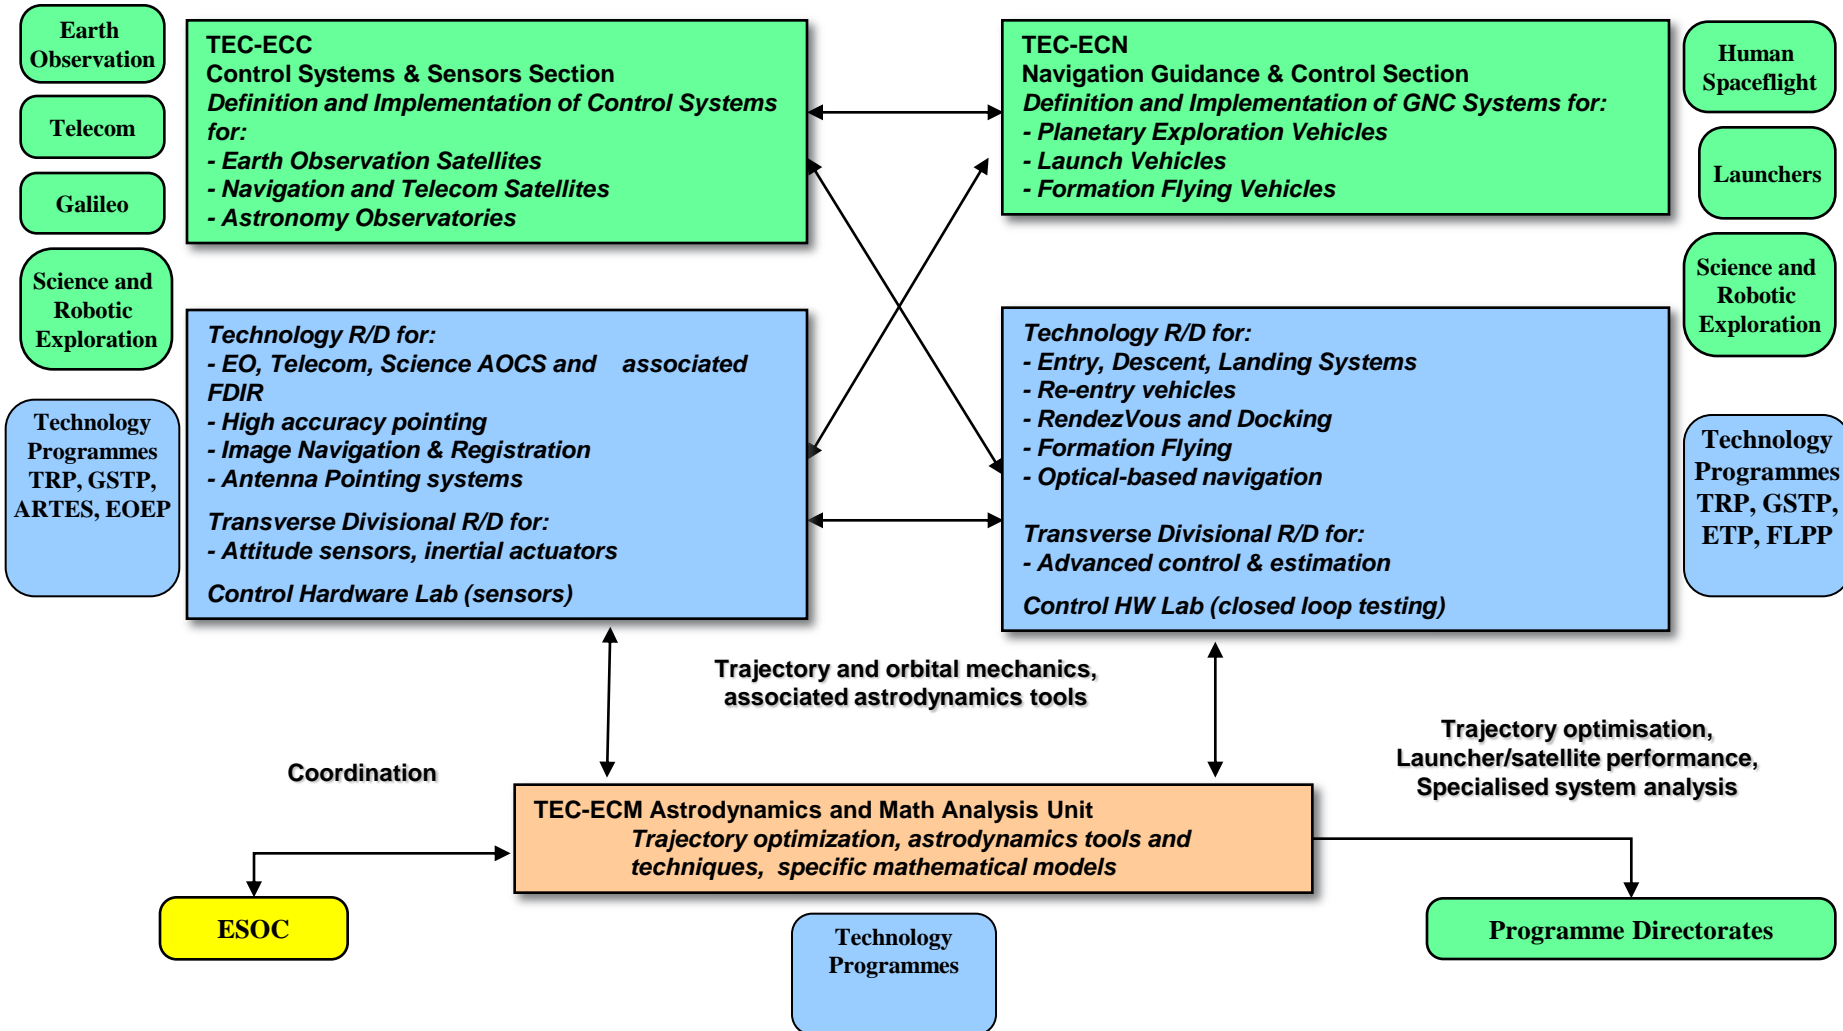 Earth
Observation
Telecom
Galileo
Science and
Robotic
Exploration
Technology
Programmes
TRP, GSTP,
ARTES, EOEP
TEC-ECC
Control Systems & Sensors Section
Definition and Implementation of Control Systems
for:
- Earth Observation Satellites
- Navigation and Telecom Satellites
- Astronomy Observatories
TEC-ECN
Navigation Guidance & Control Section
Definition and Implementation of GNC Systems for:
- Planetary Exploration Vehicles
- Launch Vehicles
- Formation Flying Vehicles
Human
Spaceflight
Launchers
Science and
Robotic
Exploration
Technology
Programmes
TRP, GSTP,
ETP, FLPP
Technology R/D for:
- EO, Telecom, Science AOCS and associated
FDIR
- High accuracy pointing
- Image Navigation & Registration
- Antenna Pointing systems
Transverse Divisional R/D for:
- Attitude sensors, inertial actuators
Control Hardware Lab (sensors)
Technology R/D for:
- Entry, Descent, Landing Systems
- Re-entry vehicles
- RendezVous and Docking
- Formation Flying
- Optical-based navigation
Transverse Divisional R/D for:
- Advanced control & estimation
Control HW Lab (closed loop testing)
Trajectory and orbital mechanics,
associated astrodynamics tools
Coordination
Trajectory optimisation,
Launcher/satellite performance,
Specialised system analysis
TEC-ECM Astrodynamics and Math Analysis Unit
Trajectory optimization, astrodynamics tools and
techniques, specific mathematical models
ESOC
Technology
Programmes
Programme Directorates